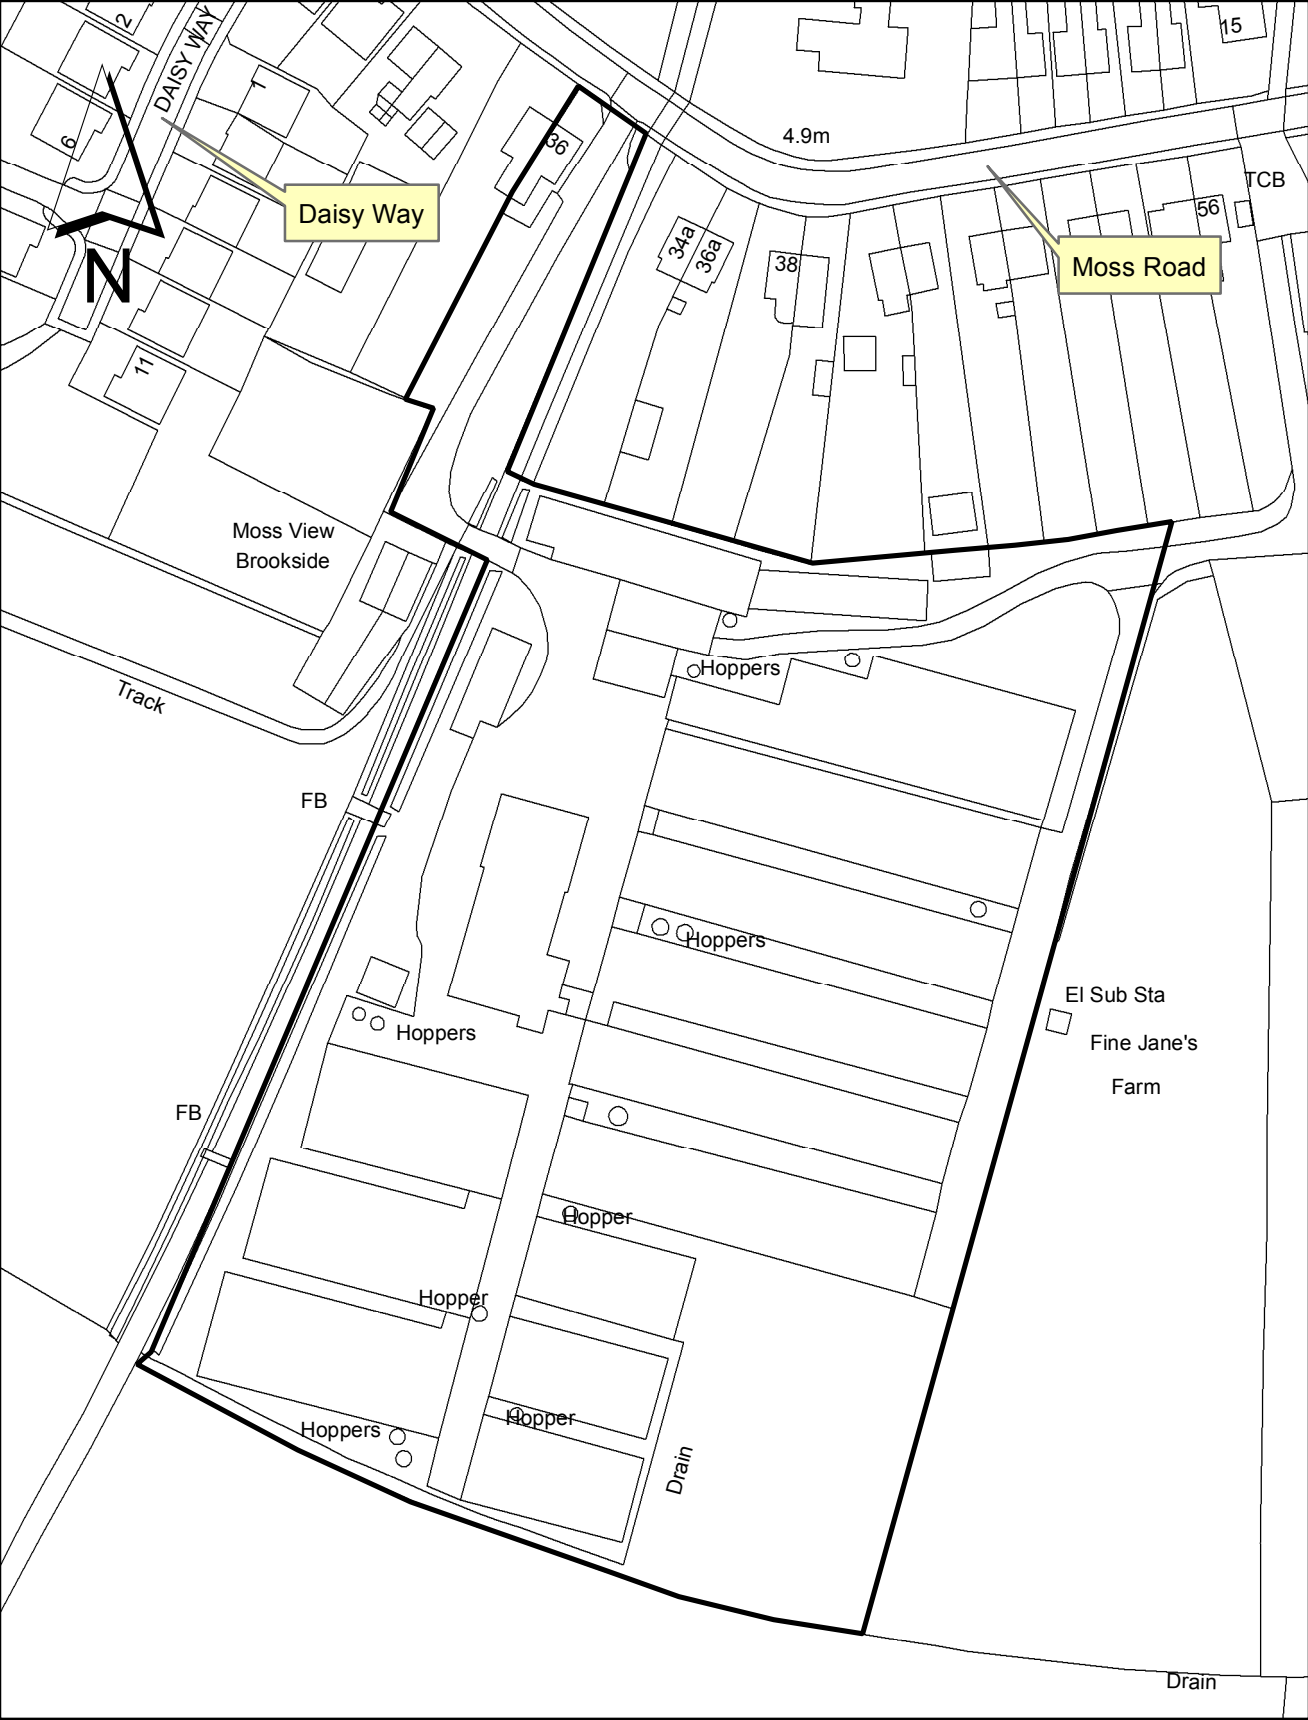 2
DAISY WAY
15
1
6
36
4.9m
TCB
Daisy Way
56
34a
36a
38
Moss Road
N
11
Moss View
Brookside
Hoppers
Track
FB
Hoppers
El Sub Sta
Hoppers
Fine Jane's
Farm
FB
Hopper
Hopper
Hopper
Hoppers
Drain
Drain